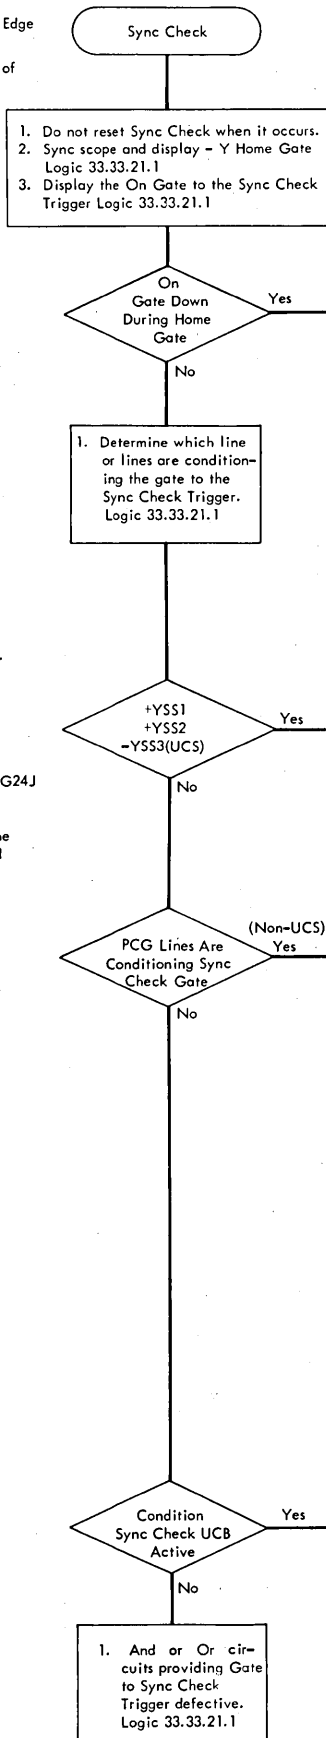 Edge
Sync Check
of
1. Do not reset Sync Check when it occurs.
2. Sync scope and display - Y Home Gate
Logic 33.33.21.1
3. Display the On Gate to the Sync Check
Trigger Logic 33.33.21.1
On
Gate Down
During Home
Gate
Yes
No
1. Determine which line
or lines are condition-
ing the gate to the
Sync Check Trigger.
Logic 33.33.21.1
+YSS1
+YSS2
-YSS3(UCS)
Yes
No
G24J
PCG Lines Are
Conditioning Sync
Check Gate
(Non-UCS)
Yes
No
Condition
Sync Check UCB
Active
Yes
No
1. And or Or cir-
cuits providing Gate
to Sync Check
Trigger defective.
Logic 33.33.21.1